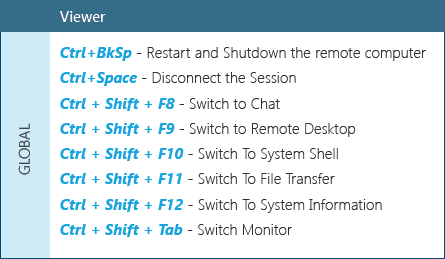 Viewer
GLOBAL
Ctrl+BkSp - Restart and Shutdown the remote computer
Ctrl+Space - Disconnect the Session
Ctrl + Shift + F8 - Switch to Chat
Ctrl + Shift + F9 - Switch to Remote Desktop
Ctrl + Shift + F10 - Switch To System Shell
Ctrl + Shift + F11 - Switch To File Transfer
Ctrl + Shift + F12 - Switch To System Information
Ctrl + Shift + Tab - Switch Monitor